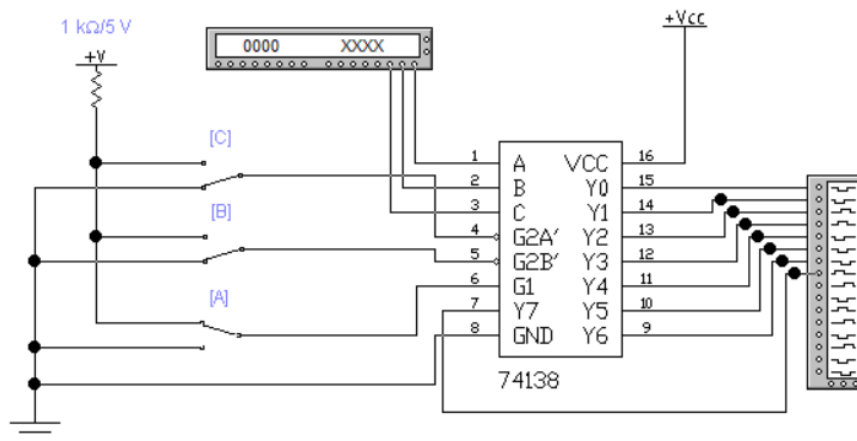 1 kΩ/5 V
+V
0000 XXXX
+Vcc
[C]
[B]
[A]
1 A VCC 16
2 B Y0 15
3 C Y1 14
4 G2A' Y2 13
5 G2B' Y3 12
6 G1 Y4 11
7 Y7 Y5 10
8 GND Y6 9
74138